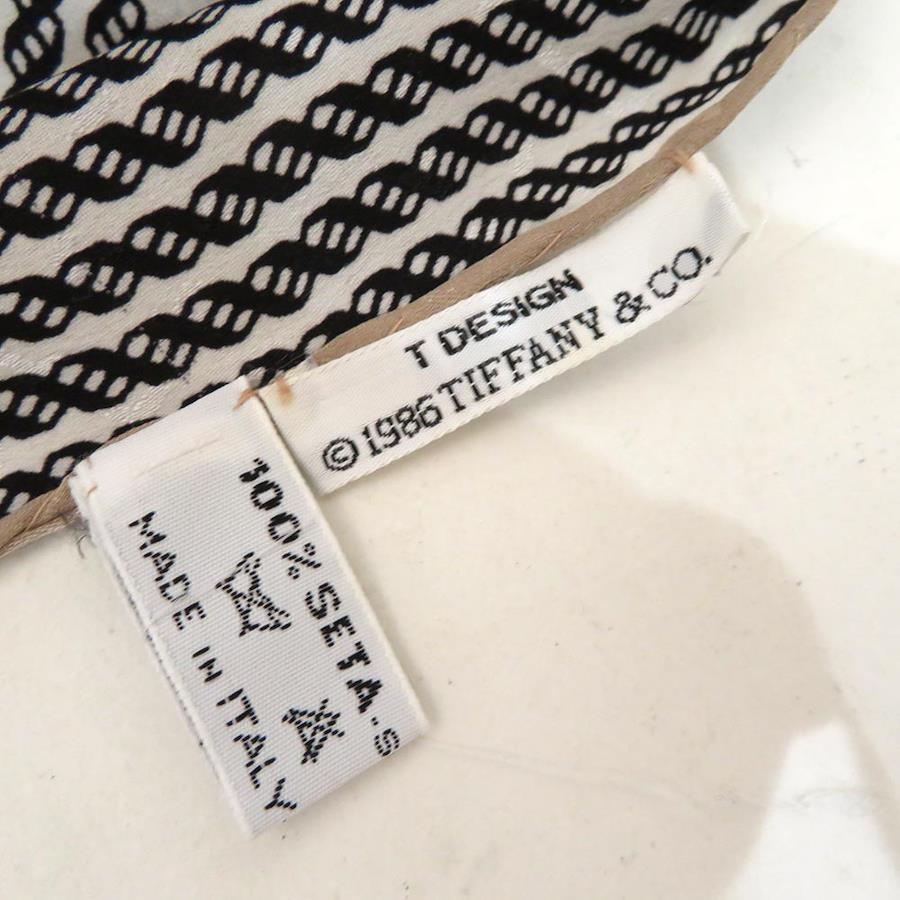 T DESIGN
©1986 TIFFANY & CO.
100% SETA'S
MADE IN ITALY